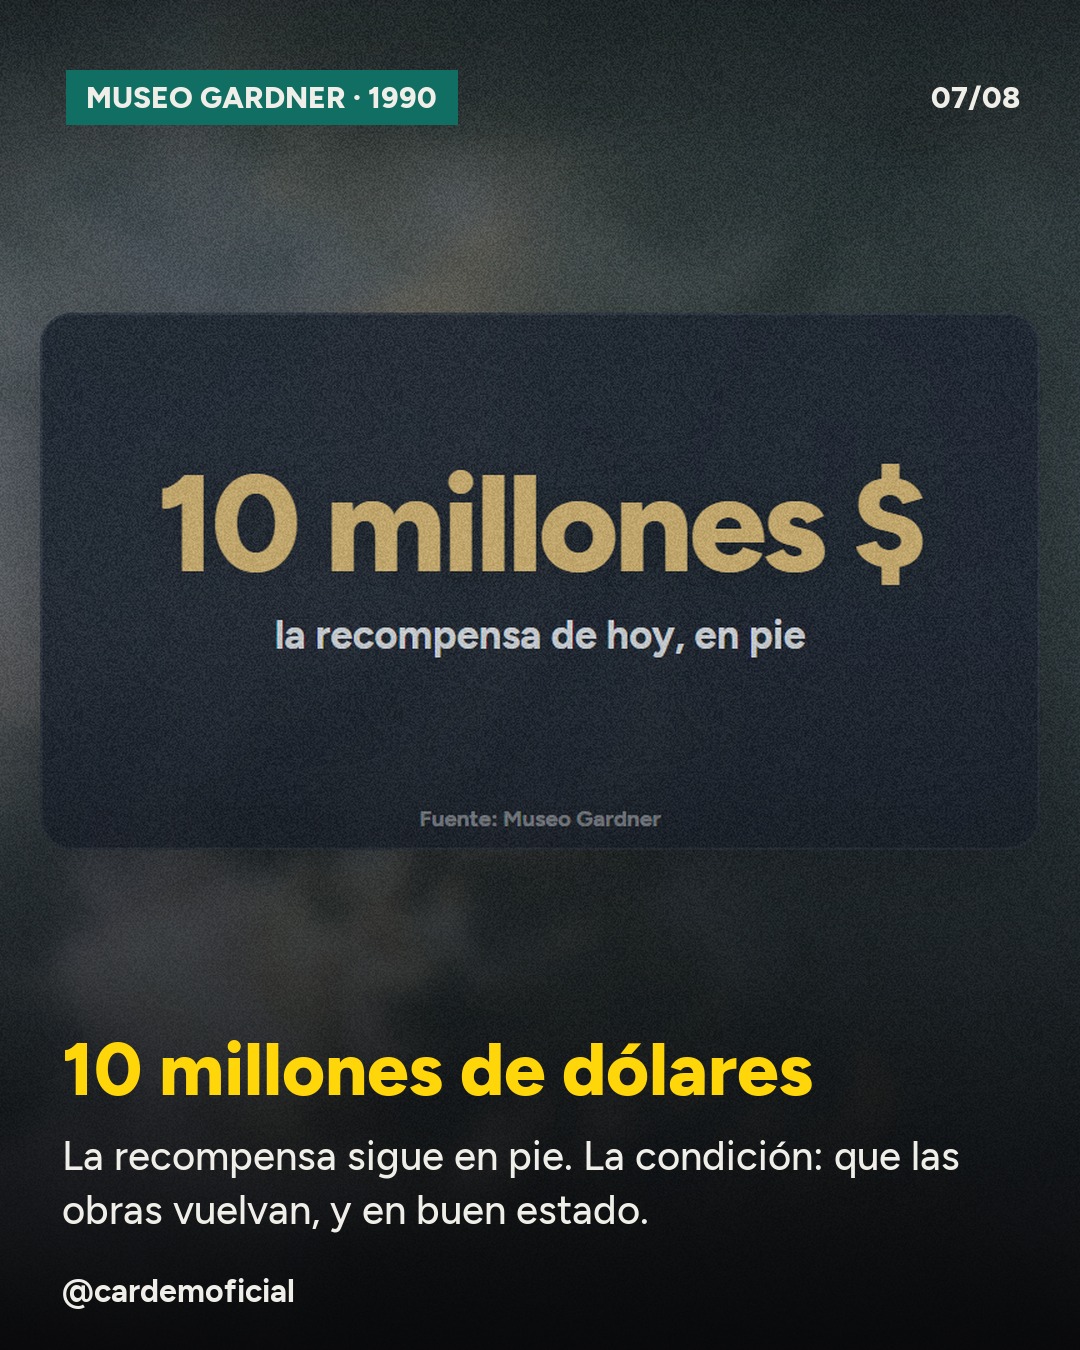 MUSEO GARDNER · 1990
07/08
10 millones $
la recompensa de hoy, en pie
Fuente: Museo Gardner
10 millones de dólares
La recompensa sigue en pie. La condición: que las
obras vuelvan, y en buen estado.
@cardemoficial